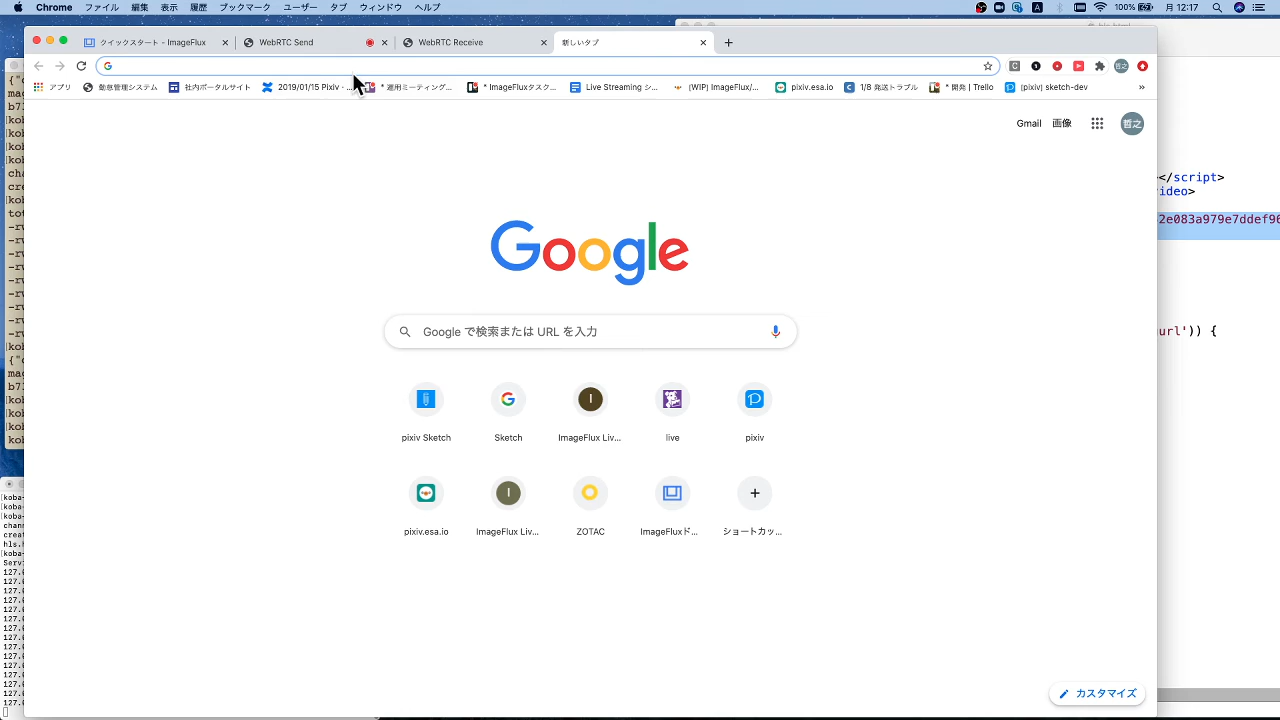 Chrome ファイル 編集 表示 履歴 ブックマーク ユーザー タブ ウィン
100% 月 12:17
クイックスタート - ImageFlux
WebRTC Send
WebRTC Receive
新しいタブ
アプリ 勤怠管理システム 社内ポータルサイト 2019/07/15 Pixiv - ... * 運用ミーティング... * ImageFluxタスク... Live Streaming シ... (WIP) ImageFlux/... pixiv.esa.io 1/8 発送トラブル * 開発 | Trello (pixiv) sketch-dev »
Gmail 画像 哲之
></script>
ideo>
2e083a979e7ddef96
Google
Google で検索または URL を入力
url')) {
pixiv Sketch Sketch ImageFlux Liv... live pixiv
pixiv.esa.io ImageFlux Liv... ZOTAC ImageFluxド... ショートカッ...
カスタマイズ